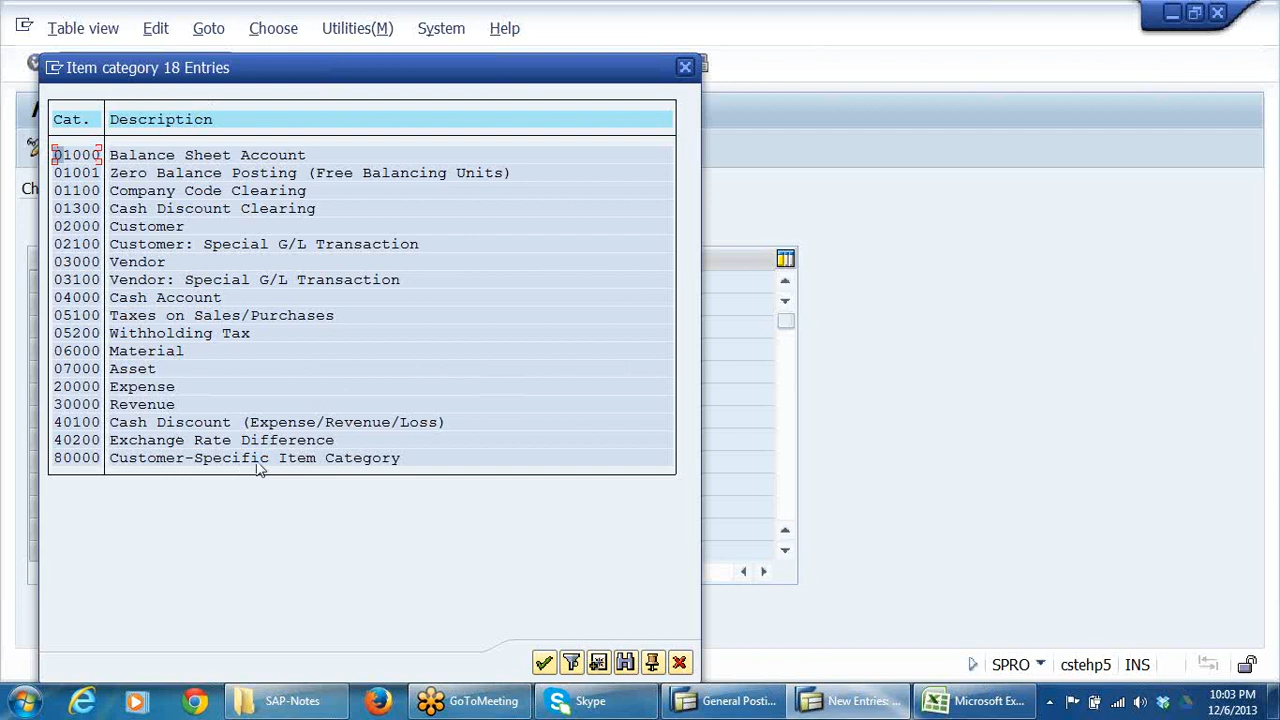 Table view Edit Goto Choose Utilities(M) System Help
Item category 18 Entries
Cat. Description
01000 Balance Sheet Account
01001 Zero Balance Posting (Free Balancing Units)
01100 Company Code Clearing
01300 Cash Discount Clearing
02000 Customer
02100 Customer: Special G/L Transaction
03000 Vendor
03100 Vendor: Special G/L Transaction
04000 Cash Account
05100 Taxes on Sales/Purchases
05200 Withholding Tax
06000 Material
07000 Asset
20000 Expense
30000 Revenue
40100 Cash Discount (Expense/Revenue/Loss)
40200 Exchange Rate Difference
80000 Customer-Specific Item Category
Ch
SPRO cstehp5 INS
SAP-Notes GoToMeeting Skype General Posti... New Entries: ... Microsoft Ex...
10:03 PM
12/6/2013